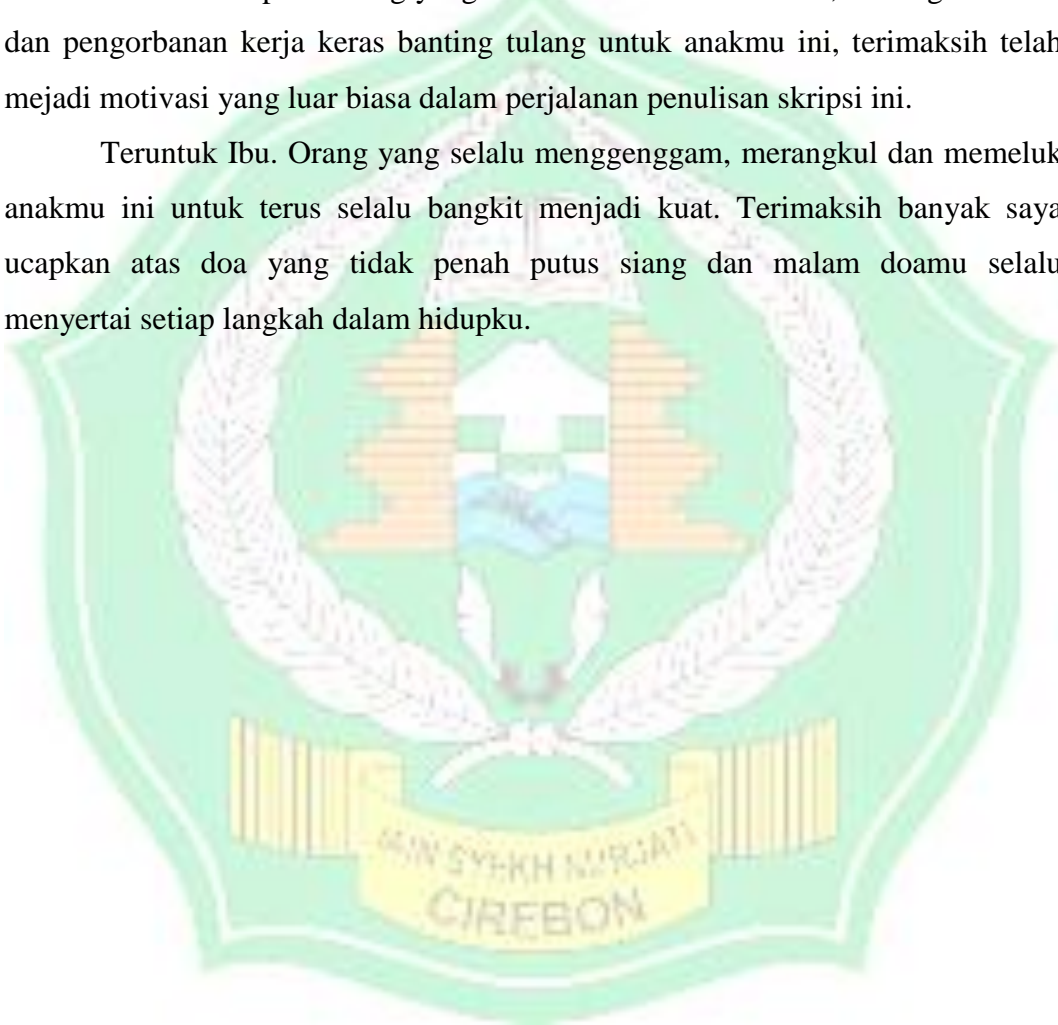 dan pengorbanan kerja keras banting tulang untuk anakmu ini, terimaksih telah
mejadi motivasi yang luar biasa dalam perjalanan penulisan skripsi ini.
Teruntuk Ibu. Orang yang selalu menggenggam, merangkul dan memeluk
anakmu ini untuk terus selalu bangkit menjadi kuat. Terimaksih banyak saya
ucapkan atas doa yang tidak penah putus siang dan malam doamu selalu
menyertai setiap langkah dalam hidupku.
IAIN SYEKH NURJATI
CIREBON